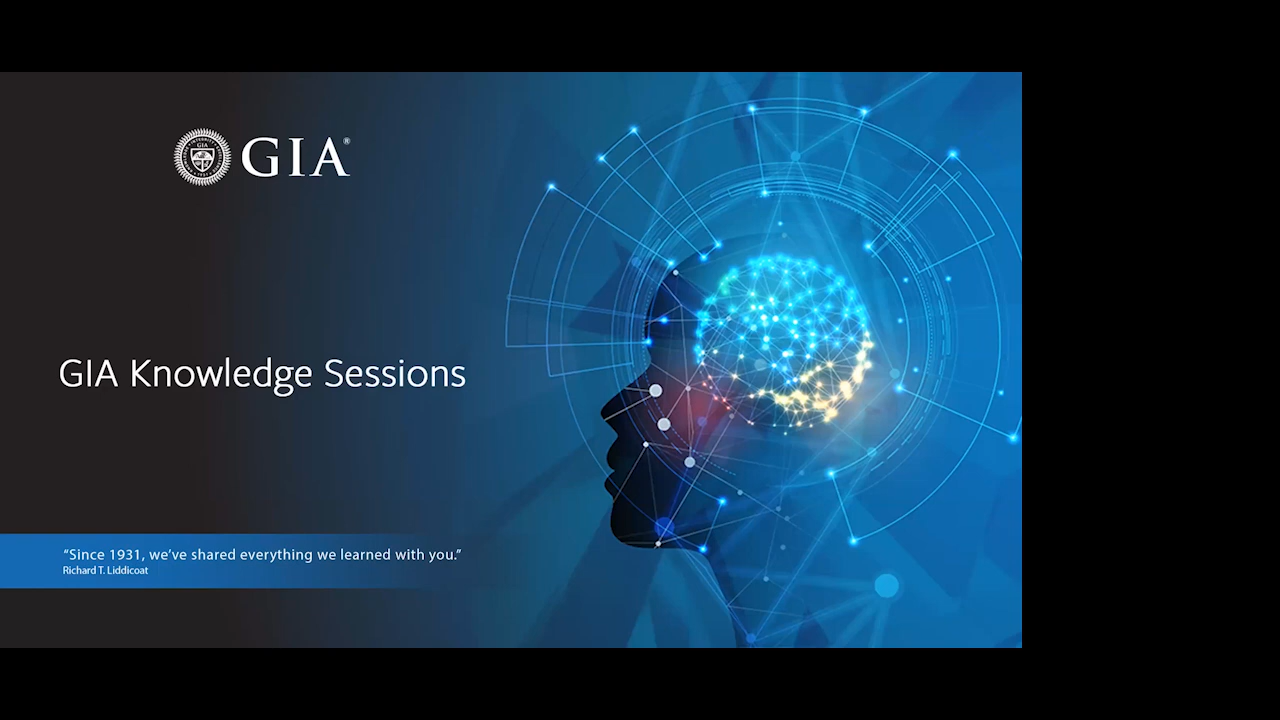 GIA®
GIA Knowledge Sessions
“Since 1931, we’ve shared everything we learned with you.”
Richard T. Liddicoat